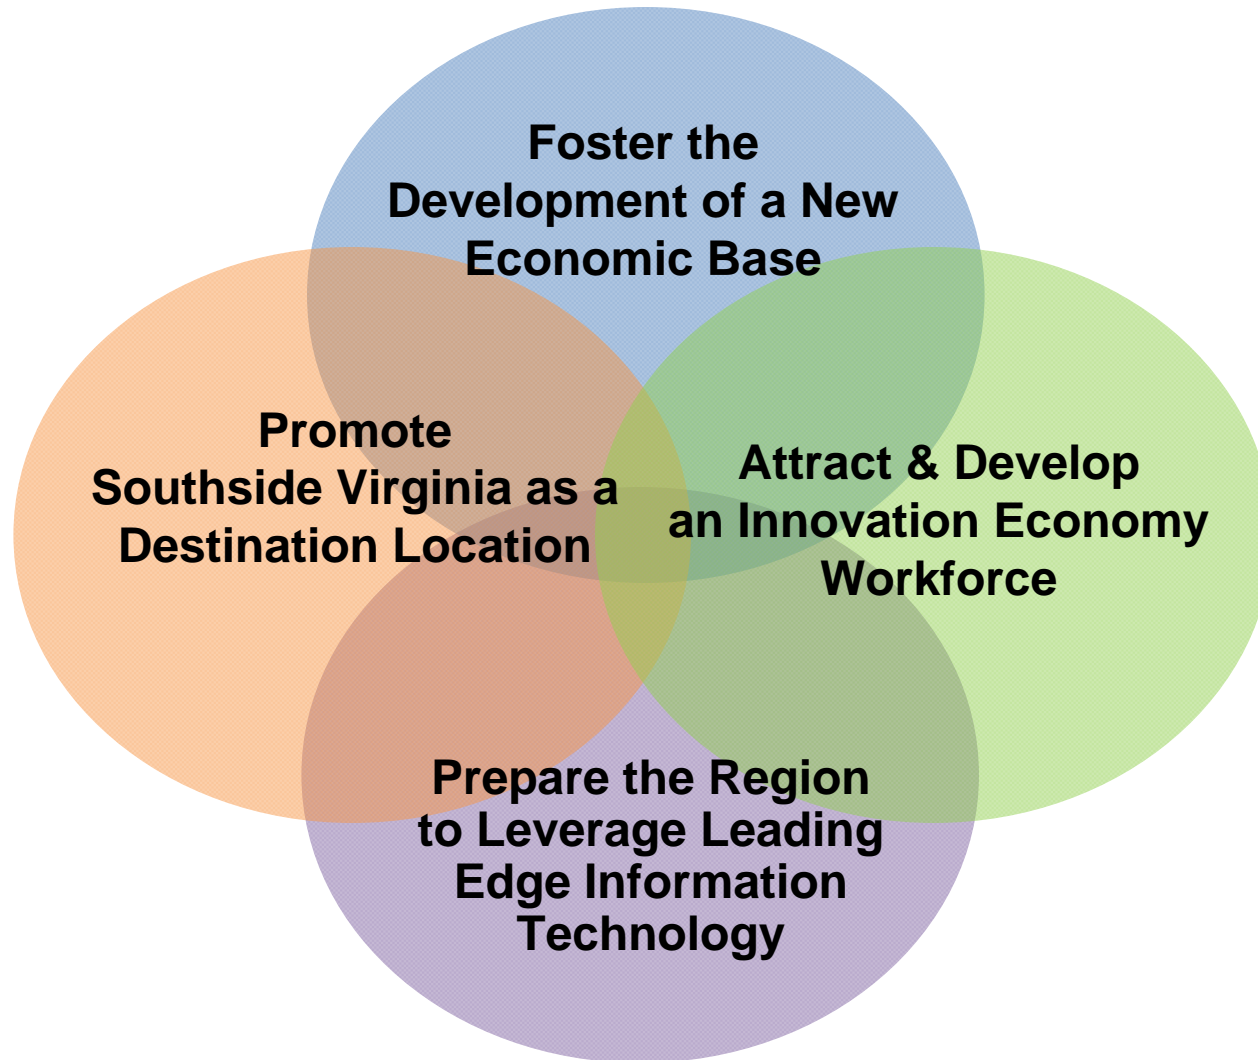 Foster the
Development of a New
Economic Base
Promote
Southside Virginia as a
Destination Location
Attract & Develop
an Innovation Economy
Workforce
Prepare the Region
to Leverage Leading
Edge Information
Technology